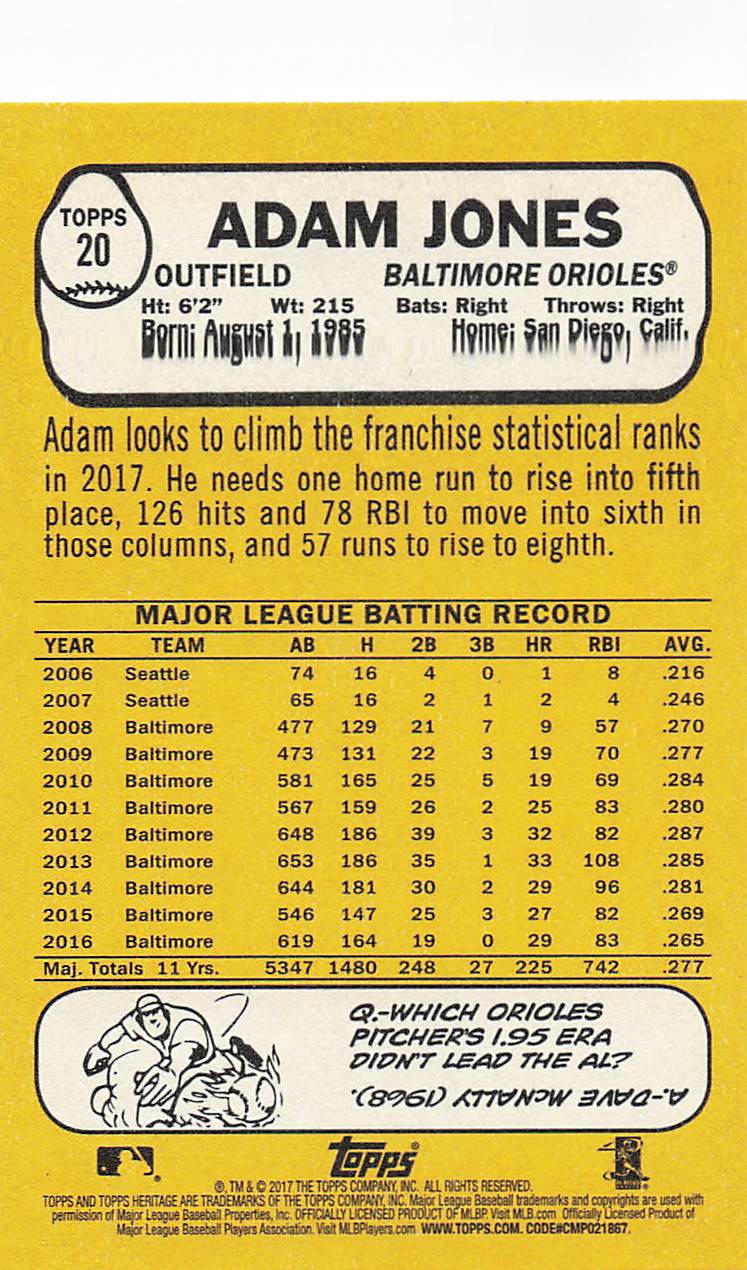 TOPPS
20
ADAM JONES
OUTFIELD BALTIMORE ORIOLES®
Ht: 6'2" Wt: 215 Bats: Right Throws: Right
Born: August 1, 1985 Home: San Diego, Calif.
Adam looks to climb the franchise statistical ranks
in 2017. He needs one home run to rise into fifth
place, 126 hits and 78 RBI to move into sixth in
those columns, and 57 runs to rise to eighth.
MAJOR LEAGUE BATTING RECORD
YEAR TEAM AB H 2B 3B HR RBI AVG.
2006 Seattle 74 16 4 0 1 8 .216
2007 Seattle 65 16 2 1 2 4 .246
2008 Baltimore 477 129 21 7 9 57 .270
2009 Baltimore 473 131 22 3 19 70 .277
2010 Baltimore 581 165 25 5 19 69 .284
2011 Baltimore 567 159 26 2 25 83 .280
2012 Baltimore 648 186 39 3 32 82 .287
2013 Baltimore 653 186 35 1 33 108 .285
2014 Baltimore 644 181 30 2 29 96 .281
2015 Baltimore 546 147 25 3 27 82 .269
2016 Baltimore 619 164 19 0 29 83 .265
Maj. Totals 11 Yrs. 5347 1480 248 27 225 742 .277
Q.-WHICH ORIOLES
PITCHER'S 1.95 ERA
DIDN'T LEAD THE AL?
A.-DAVE McNALLY (1968).
topps®
®, TM & © 2017 THE TOPPS COMPANY, INC. ALL RIGHTS RESERVED.
TOPPS AND TOPPS HERITAGE ARE TRADEMARKS OF THE TOPPS COMPANY, INC. Major League Baseball trademarks and copyrights are used with
permission of Major League Baseball Properties, Inc. OFFICIALLY LICENSED PRODUCT OF MLBP. Visit MLB.com Officially Licensed Product of
Major League Baseball Players Association. Visit MLBPlayers.com WWW.TOPPS.COM. CODE#CMP021867.